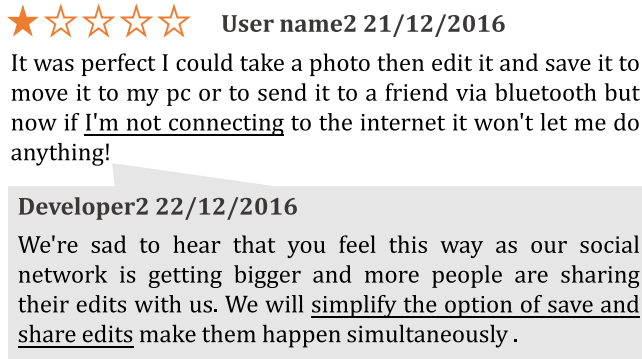 User name2 21/12/2016
It was perfect I could take a photo then edit it and save it to
move it to my pc or to send it to a friend via bluetooth but
now if I'm not connecting to the internet it won't let me do
anything!
Developer2 22/12/2016
We're sad to hear that you feel this way as our social
network is getting bigger and more people are sharing
their edits with us. We will simplify the option of save and
share edits make them happen simultaneously .